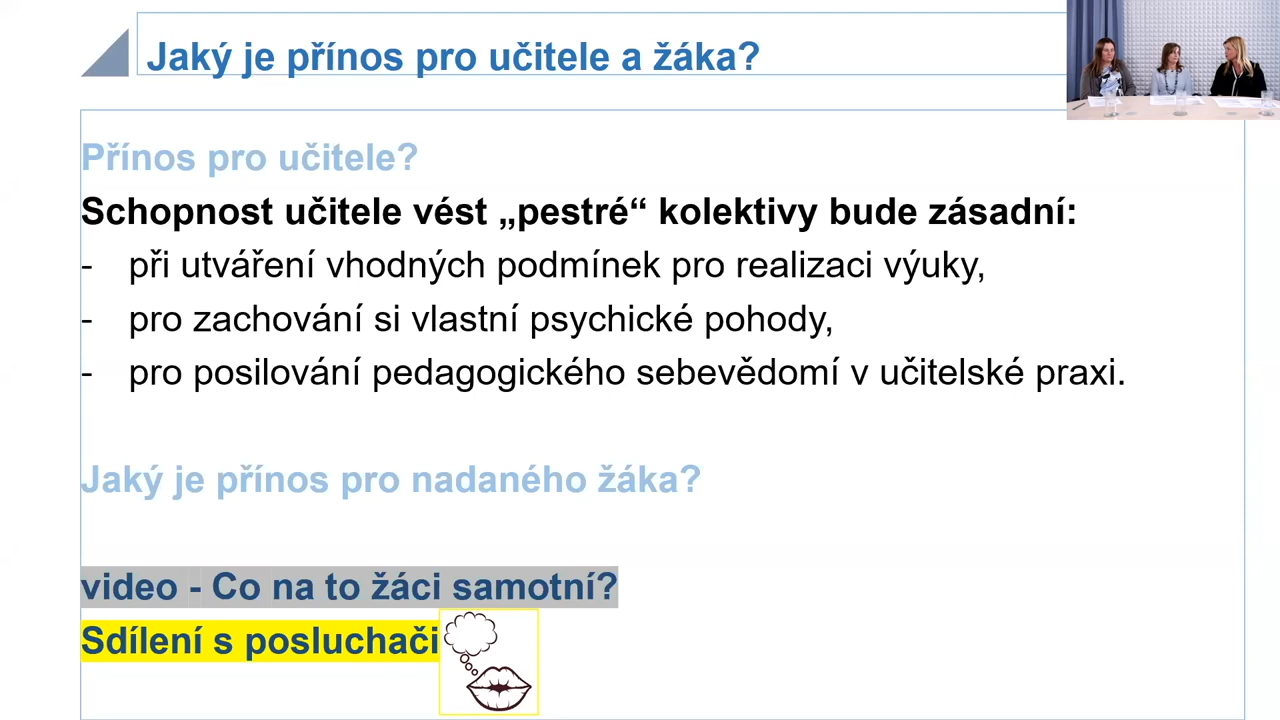 Jaký je přínos pro učitele a žáka?
Přínos pro učitele?
Schopnost učitele vést „pestré“ kolektivy bude zásadní:
- při utváření vhodných podmínek pro realizaci výuky,
- pro zachování si vlastní psychické pohody,
- pro posilování pedagogického sebevědomí v učitelské praxi.
Jaký je přínos pro nadaného žáka?
video - Co na to žáci samotní?
Sdílení s posluchači